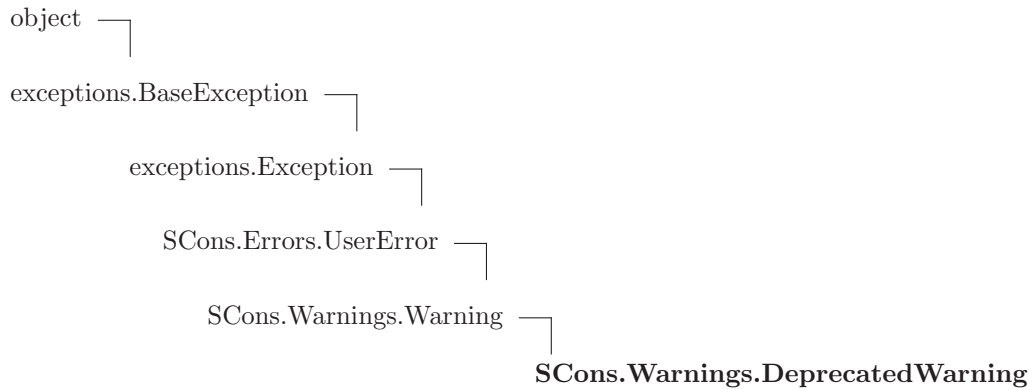 object
exceptions.BaseException
exceptions.Exception
SCons.Errors.UserError
SCons.Warnings.Warning
SCons.Warnings.DeprecatedWarning